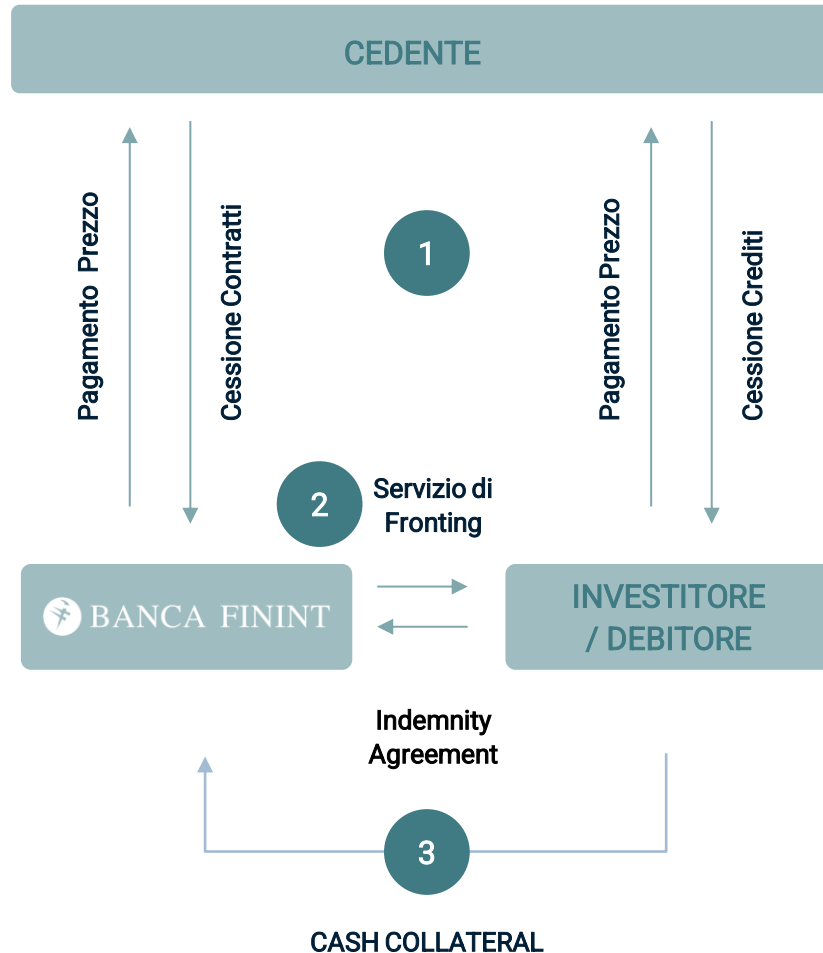 CEDENTE
Pagamento Prezzo
Cessione Contratti
1
Pagamento Prezzo
Cessione Crediti
2
Servizio di
Fronting
BANCA FININT
INVESTITORE
/ DEBITORE
Indemnity
Agreement
3
CASH COLLATERAL